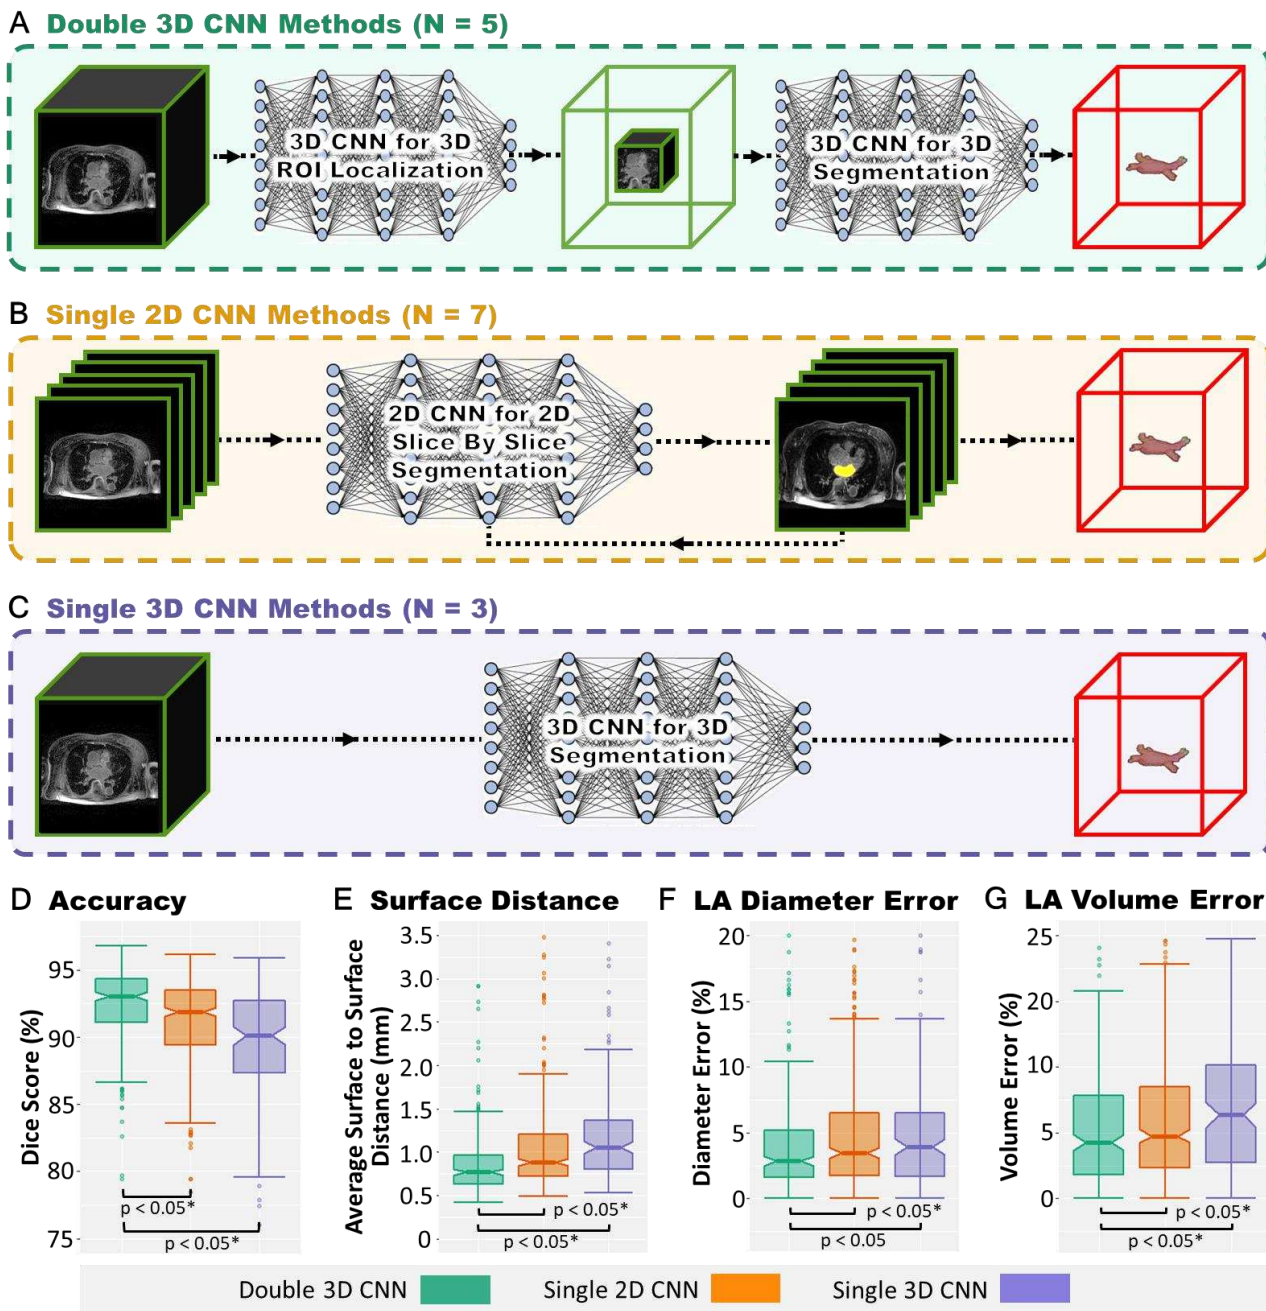 A Double 3D CNN Methods (N = 5)
3D CNN for 3D
ROI Localization
3D CNN for 3D
Segmentation
B Single 2D CNN Methods (N = 7)
2D CNN for 2D
Slice By Slice
Segmentation
C Single 3D CNN Methods (N = 3)
3D CNN for 3D
Segmentation
D Accuracy
Dice Score (%)
95
90
85
80
75
p < 0.05*
p < 0.05*
E Surface Distance
Average Surface to Surface
Distance (mm)
3.5
3.0
2.5
2.0
1.5
1.0
0.5
0
p < 0.05*
p < 0.05*
F LA Diameter Error
Diameter Error (%)
20
15
10
5
0
p < 0.05*
p < 0.05
G LA Volume Error
Volume Error (%)
25
20
10
5
0
p < 0.05*
p < 0.05*
Double 3D CNN
Single 2D CNN
Single 3D CNN